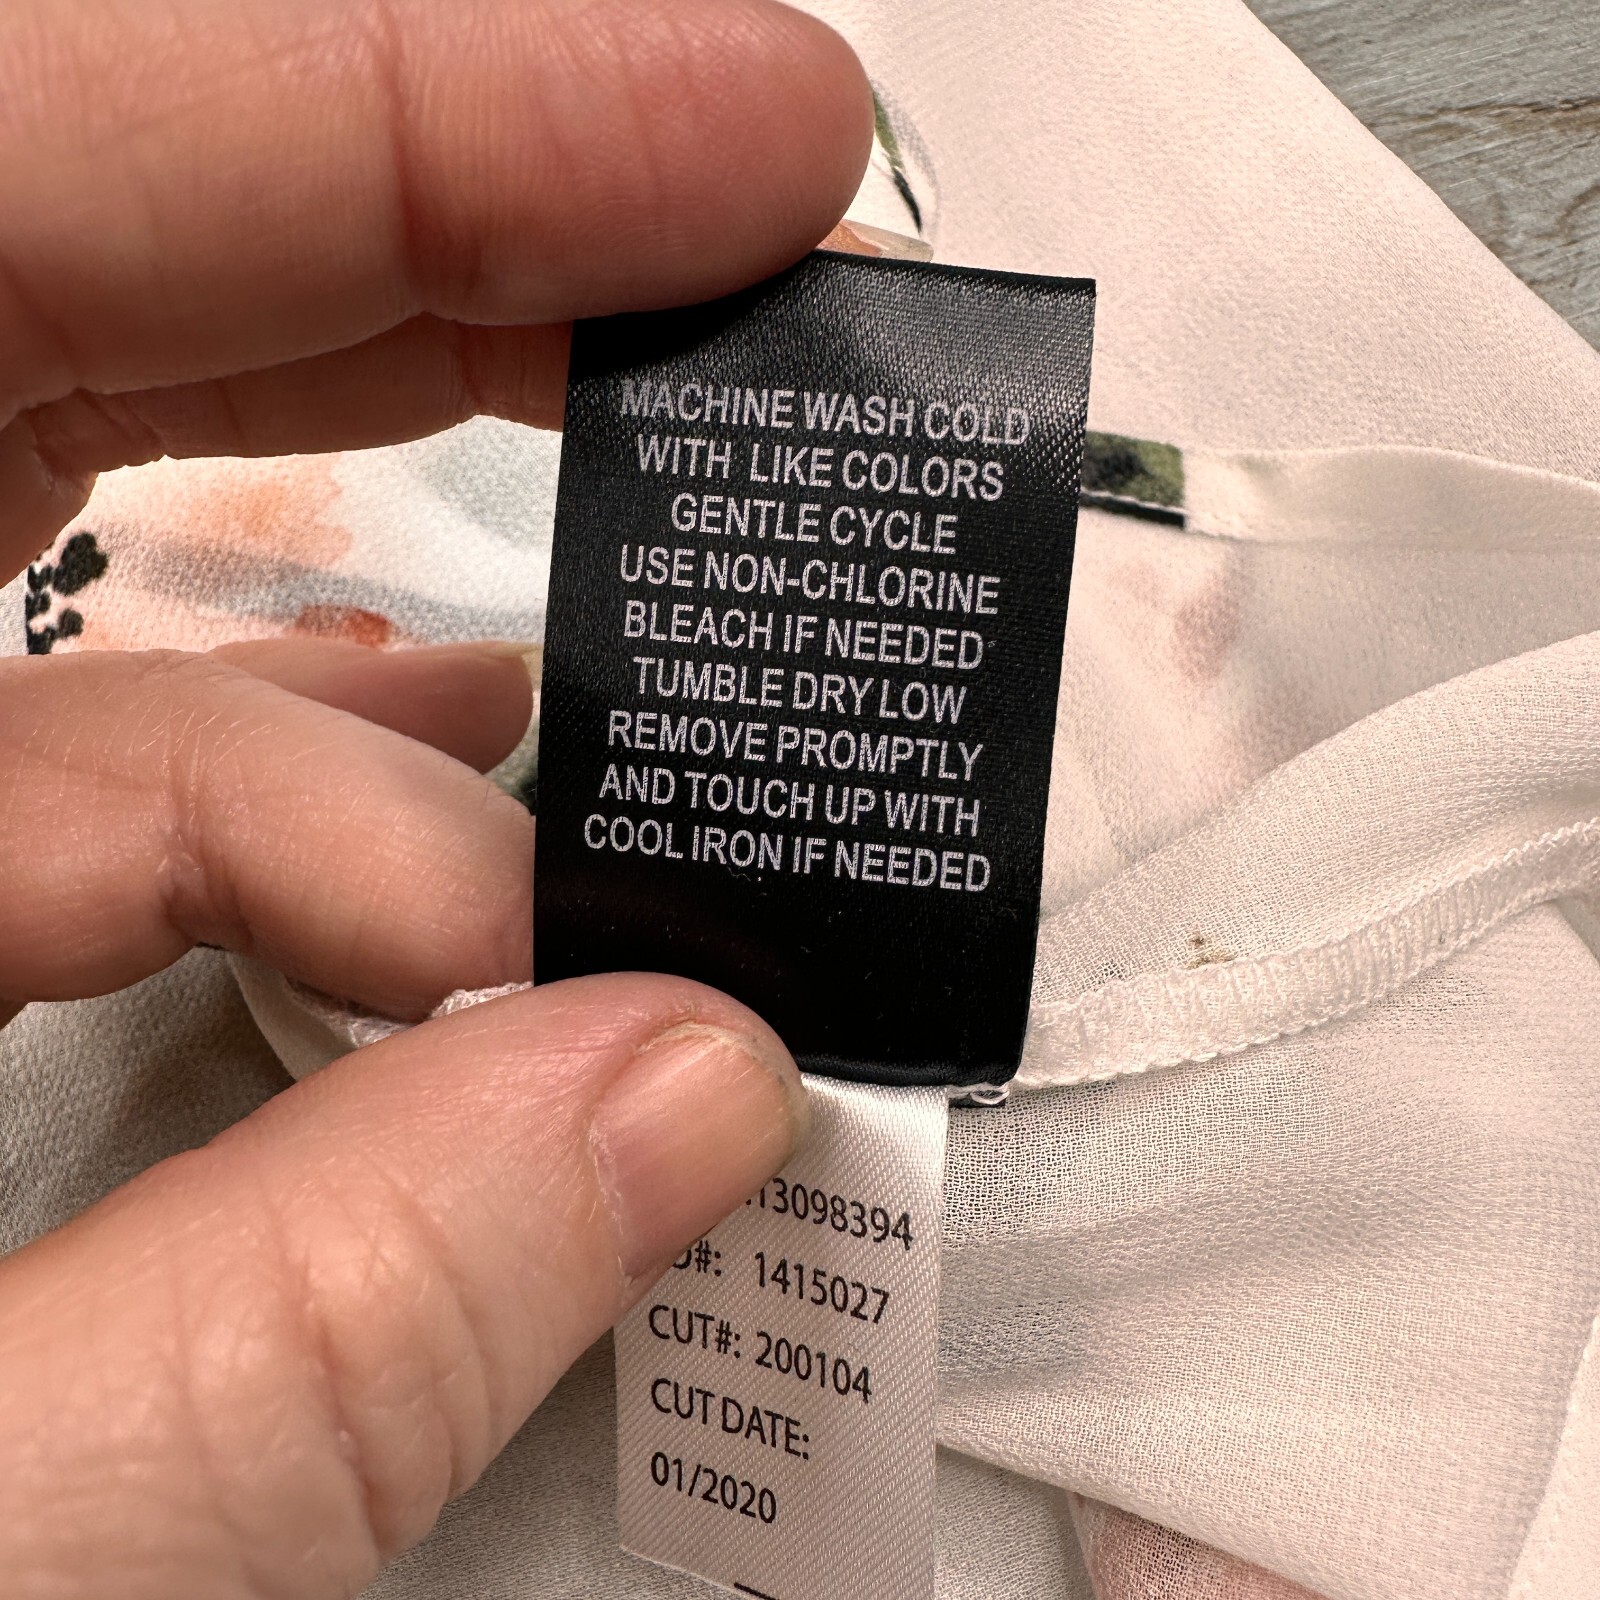 MACHINE WASH COLD
WITH LIKE COLORS
GENTLE CYCLE
USE NON-CHLORINE
BLEACH IF NEEDED
TUMBLE DRY LOW
REMOVE PROMPTLY
AND TOUCH UP WITH
COOL IRON IF NEEDED
13098394
#: 1415027
CUT#: 200104
CUT DATE:
01/2020